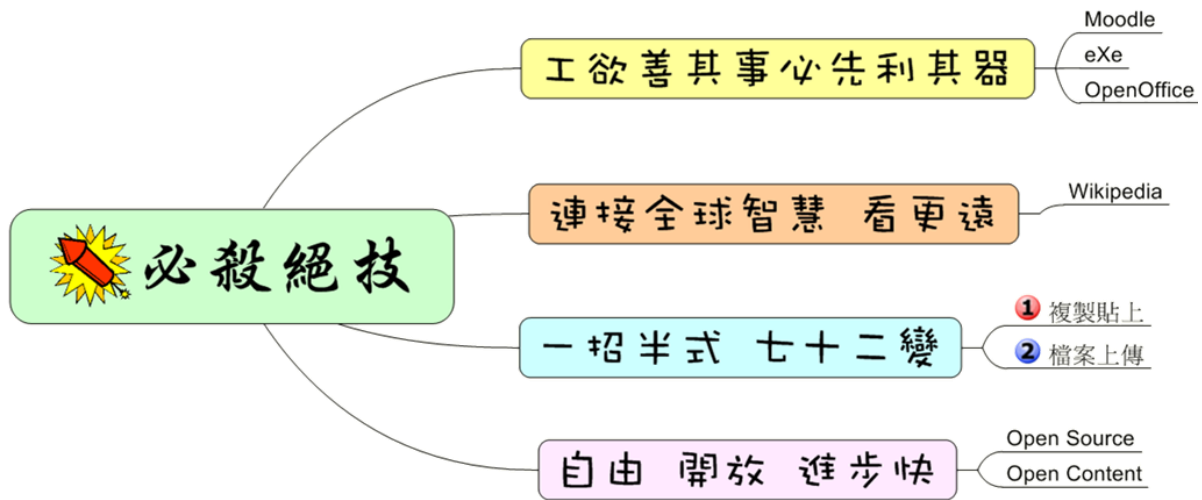 必殺絕技
工欲善其事必先利其器
Moodle
eXe
OpenOffice
連接全球智慧 看更遠
Wikipedia
一招半式 七十二變
1 複製貼上
2 檔案上傳
自由 開放 進步快
Open Source
Open Content